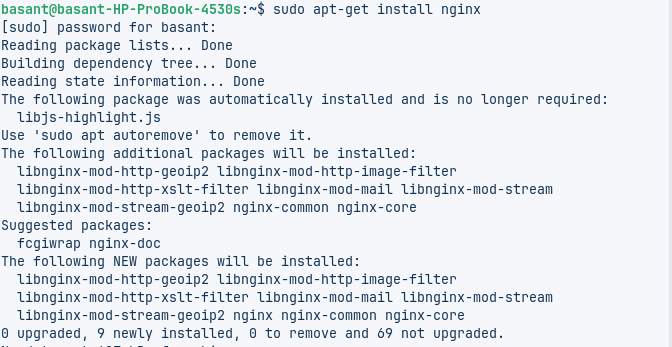 basant@basant-HP-ProBook-4530s:~$ sudo apt-get install nginx
[sudo] password for basant:
Reading package lists... Done
Building dependency tree... Done
Reading state information... Done
The following package was automatically installed and is no longer required:
  libjs-highlight.js
Use 'sudo apt autoremove' to remove it.
The following additional packages will be installed:
  libnginx-mod-http-geoip2 libnginx-mod-http-image-filter
  libnginx-mod-http-xslt-filter libnginx-mod-mail libnginx-mod-stream
  libnginx-mod-stream-geoip2 nginx-common nginx-core
Suggested packages:
  fcgiwrap nginx-doc
The following NEW packages will be installed:
  libnginx-mod-http-geoip2 libnginx-mod-http-image-filter
  libnginx-mod-http-xslt-filter libnginx-mod-mail libnginx-mod-stream
  libnginx-mod-stream-geoip2 nginx nginx-common nginx-core
0 upgraded, 9 newly installed, 0 to remove and 69 not upgraded.